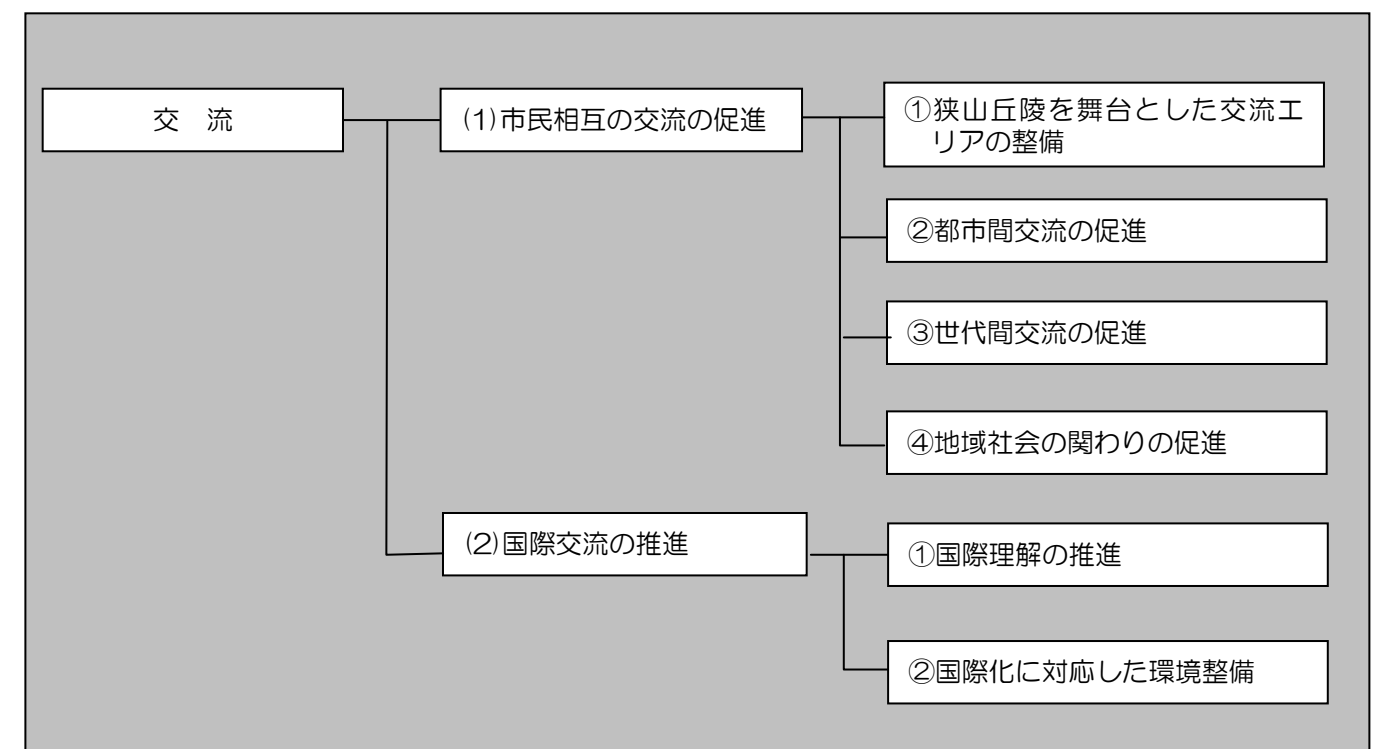 交　流
(1)市民相互の交流の促進
①狭山丘陵を舞台とした交流エ
リアの整備
②都市間交流の促進
③世代間交流の促進
④地域社会の関わりの促進
(2)国際交流の推進
①国際理解の推進
②国際化に対応した環境整備